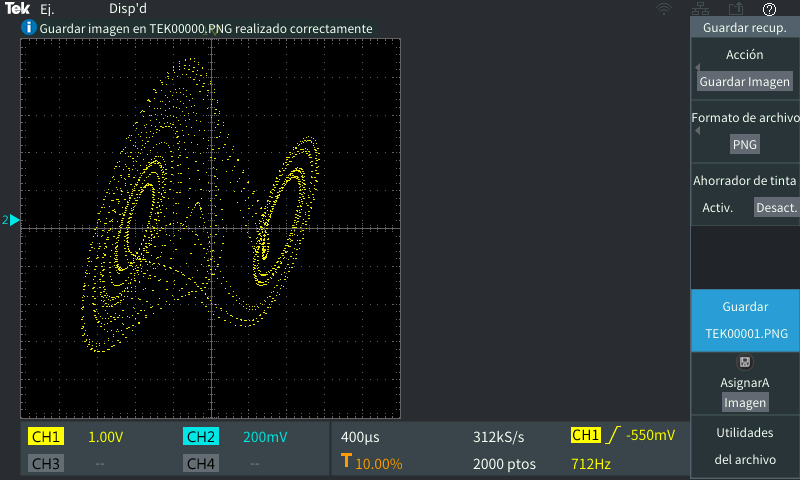 Tek Ej. Disp'd
Guardar imagen en TEK00000.PNG realizado correctamente
Guardar recup.
Acción
Guardar Imagen
Formato de archivo
PNG
Ahorrador de tinta
Activ. Desact.
2
Guardar
TEK00001.PNG
AsignarA
Imagen
Utilidades
del archivo
CH1 1.00V CH2 200mV 400µs 312kS/s CH1 -550mV
CH3 -- CH4 -- T 10.00% 2000 ptos 712Hz